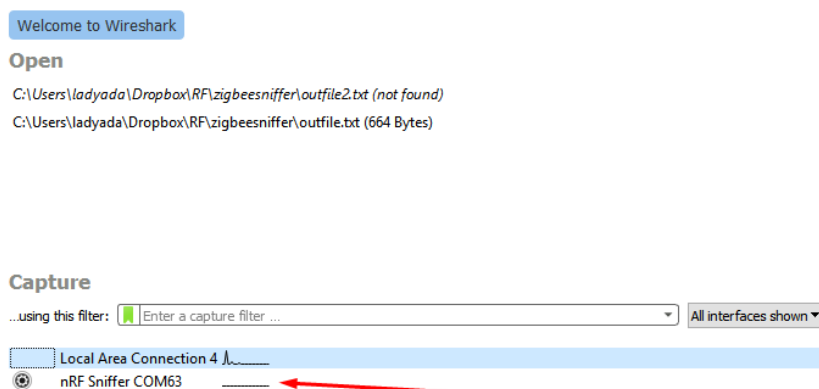 Welcome to Wireshark
Open
C:\Users\ladyada\Dropbox\RF\zigbeesniffer\outfile2.txt (not found)
C:\Users\ladyada\Dropbox\RF\zigbeesniffer\outfile.txt (664 Bytes)
Capture
...using this filter: Enter a capture filter ... All interfaces shown
Local Area Connection 4
nRF Sniffer COM63